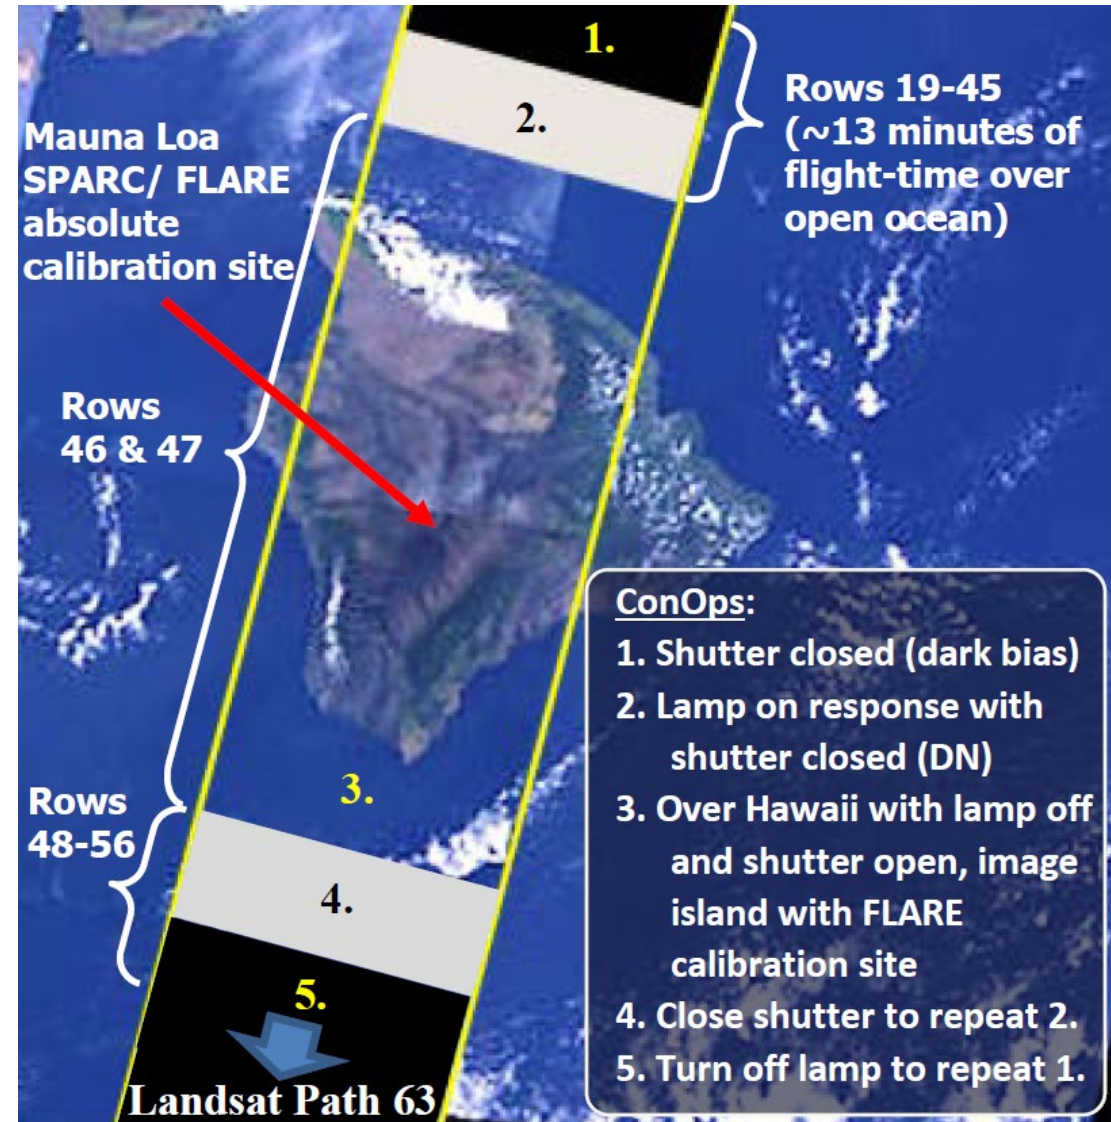 1.
2.
Rows 19-45
(~13 minutes of
flight-time over
open ocean)
Mauna Loa
SPARC/ FLARE
absolute
calibration site
Rows
46 & 47
3.
Rows
48-56
4.
5.
Landsat Path 63
ConOps:
1. Shutter closed (dark bias)
2. Lamp on response with
shutter closed (DN)
3. Over Hawaii with lamp off
and shutter open, image
island with FLARE
calibration site
4. Close shutter to repeat 2.
5. Turn off lamp to repeat 1.